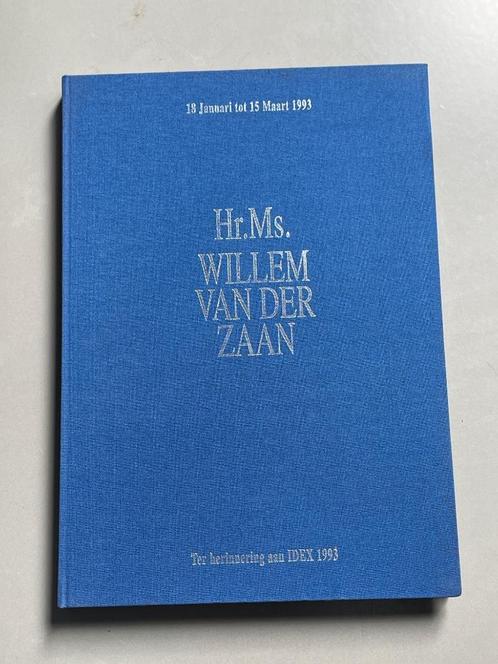 18 Januari tot 15 Maart 1993
Hr.Ms.
WILLEM
VAN DER
ZAAN
Ter herinnering aan IDEX 1993